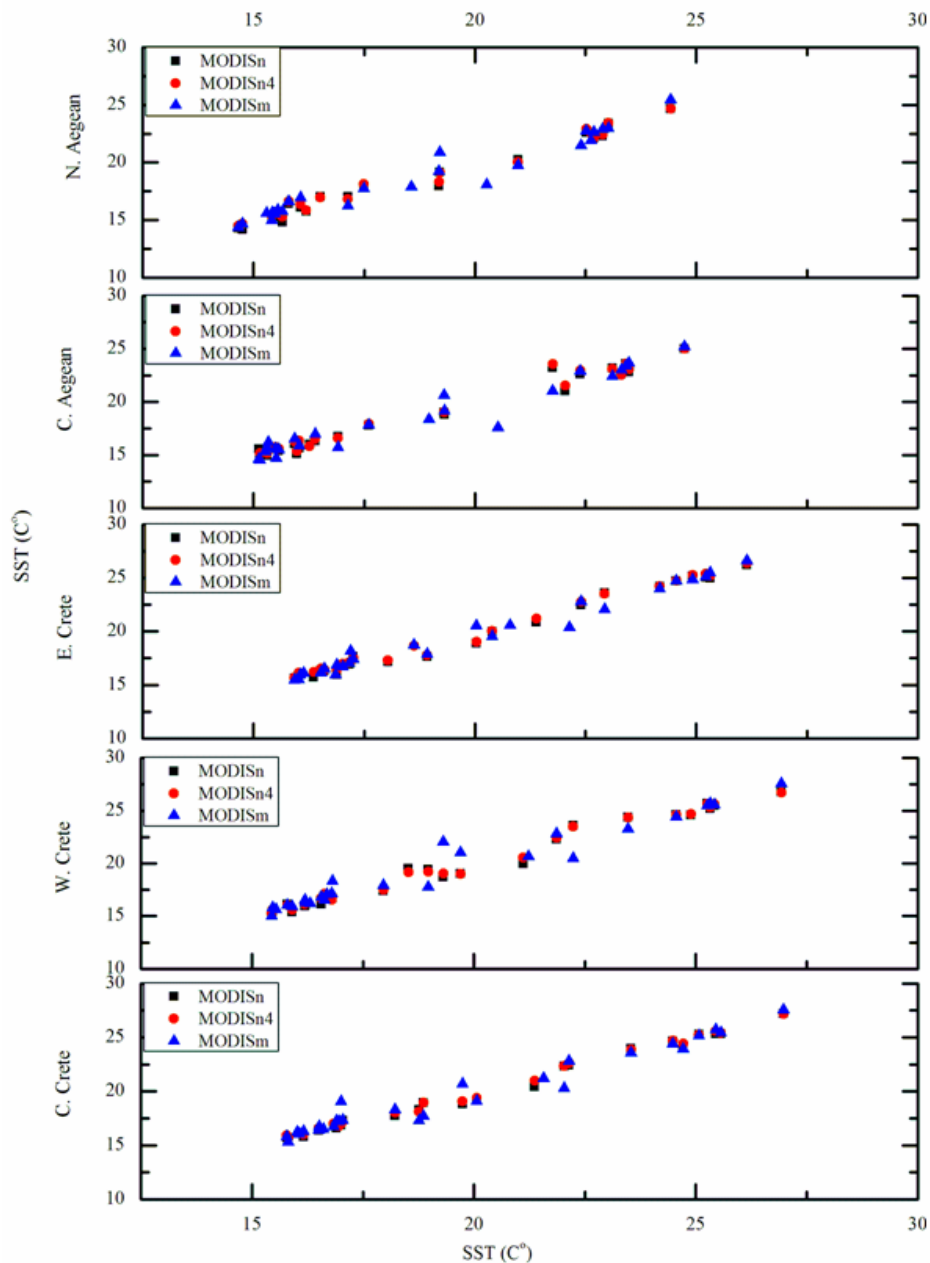 15 20 25 30
30
25
20
15
10
N. Aegean
MODISn
MODISn4
MODISm
30
25
20
15
10
C. Aegean
MODISn
MODISn4
MODISm
SST (C°)
30
25
20
15
10
E. Crete
MODISn
MODISn4
MODISm
30
25
20
15
10
W. Crete
MODISn
MODISn4
MODISm
30
25
20
15
10
C. Crete
MODISn
MODISn4
MODISm
15 20 25 30
SST (C°)